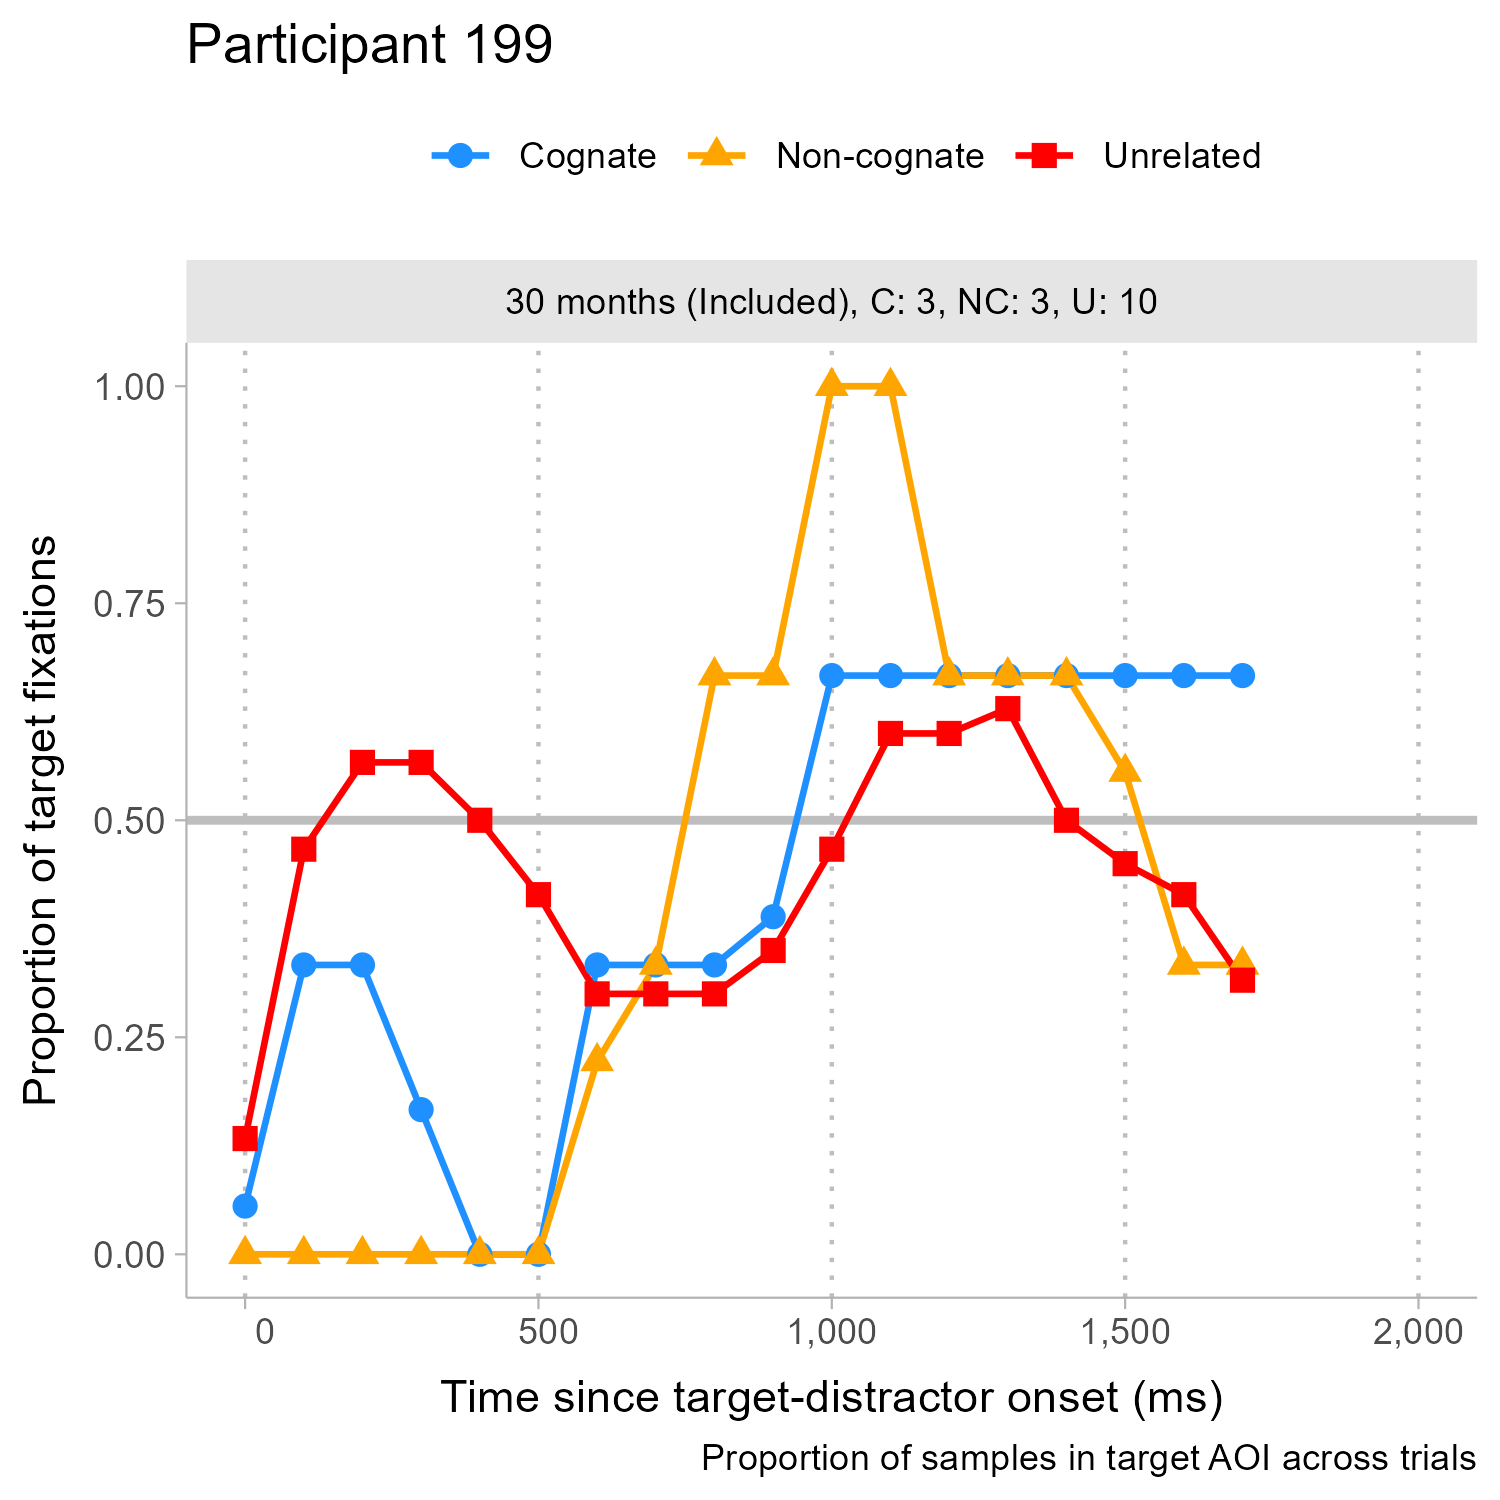 Participant 199
Cognate Non-cognate Unrelated
30 months (Included), C: 3, NC: 3, U: 10
Proportion of target fixations
1.00
0.75
0.50
0.25
0.00
0 500 1,000 1,500 2,000
Time since target-distractor onset (ms)
Proportion of samples in target AOI across trials